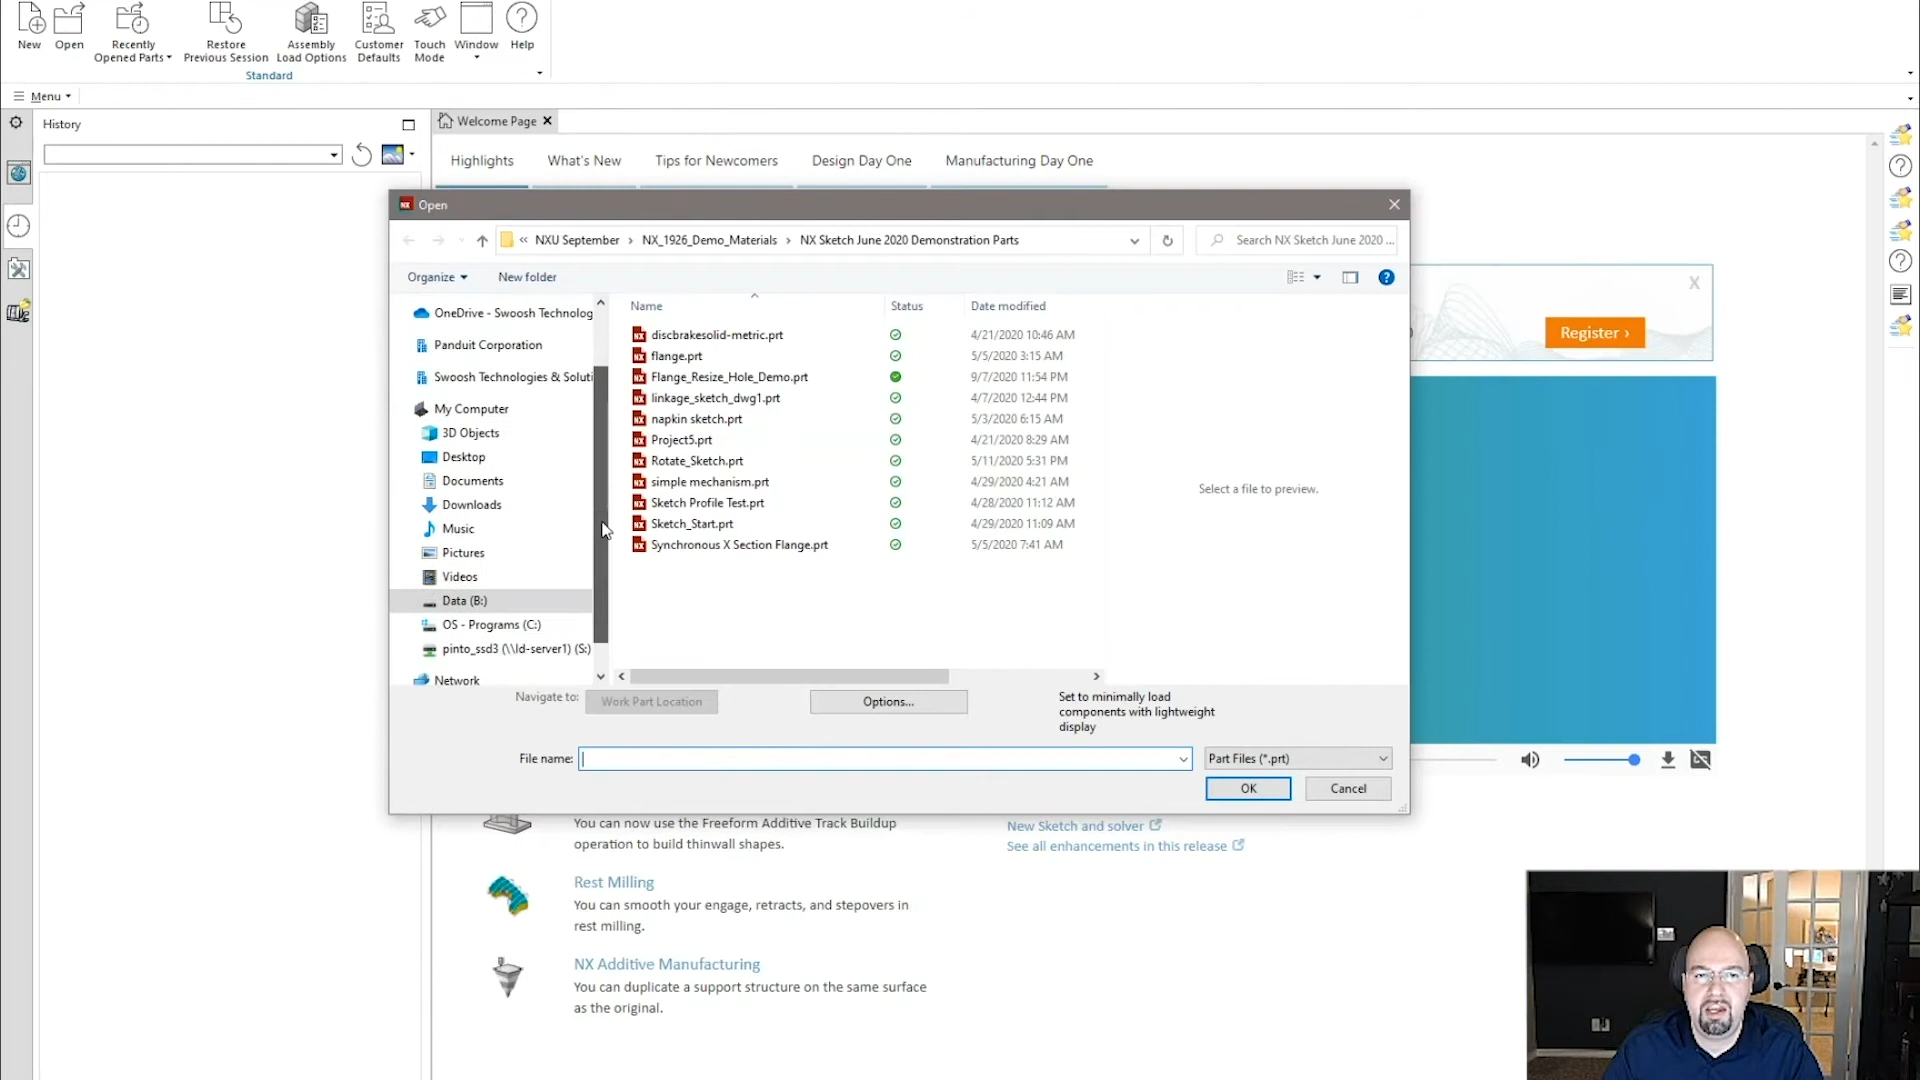 New
Open
Recently
Opened Parts
Restore
Previous Session
Assembly
Load Options
Customer
Defaults
Touch
Mode
Window
Help
Standard
Menu
History
Welcome Page
Highlights
What's New
Tips for Newcomers
Design Day One
Manufacturing Day One
NX Open
« NXU September › NX_1926_Demo_Materials › NX Sketch June 2020 Demonstration Parts
Search NX Sketch June 2020 ...
Organize
New folder
Name Status Date modified
OneDrive - Swoosh Technolog
Panduit Corporation
Swoosh Technologies & Soluti
My Computer
3D Objects
Desktop
Documents
Downloads
Music
Pictures
Videos
Data (B:)
OS - Programs (C:)
pinto_ssd3 (\\ld-server1) (S:)
Network
discbrakesolid-metric.prt 4/21/2020 10:46 AM
flange.prt 5/5/2020 3:15 AM
Flange_Resize_Hole_Demo.prt 9/7/2020 11:54 PM
linkage_sketch_dwg1.prt 4/7/2020 12:44 PM
napkin sketch.prt 5/3/2020 6:15 AM
Project5.prt 4/21/2020 8:29 AM
Rotate_Sketch.prt 5/11/2020 5:31 PM
simple mechanism.prt 4/29/2020 4:21 AM
Sketch Profile Test.prt 4/28/2020 11:12 AM
Sketch_Start.prt 4/29/2020 11:09 AM
Synchronous X Section Flange.prt 5/5/2020 7:41 AM
Select a file to preview.
X
Register ›
Navigate to:
Work Part Location
Options...
Set to minimally load
components with lightweight
display
File name:
Part Files (*.prt)
OK
Cancel
You can now use the Freeform Additive Track Buildup
operation to build thinwall shapes.
New Sketch and solver
See all enhancements in this release
Rest Milling
You can smooth your engage, retracts, and stepovers in
rest milling.
NX Additive Manufacturing
You can duplicate a support structure on the same surface
as the original.